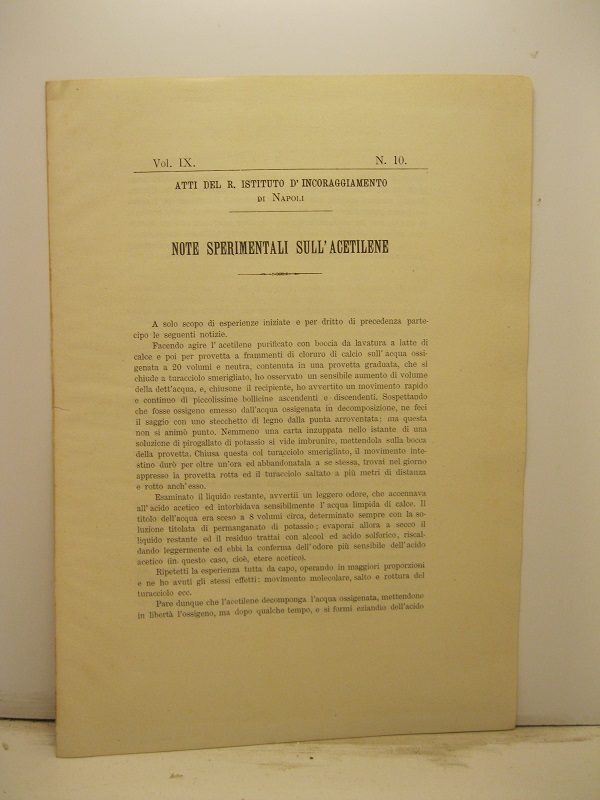 Vol. IX. N. 10.
ATTI DEL R. ISTITUTO D' INCORAGGIAMENTO
DI NAPOLI
NOTE SPERIMENTALI SULL'ACETILENE
A solo scopo di esperienze iniziate e per dritto di precedenza parte-
cipo le seguenti notizie.
Facendo agire l'acetilene purificato con boccia da lavatura a latte di
calce e poi per provetta a frammenti di cloruro di calcio sull'acqua ossi-
genata a 20 volumi e neutra, contenuta in una provetta graduata, che si
chiude a turacciolo smerigliato, ho osservato un sensibile aumento di volume
della dett'acqua, e, chiusone il recipiente, ho avvertito un movimento rapido
e continuo di piccolissime bollicine ascendenti e discendenti. Sospettando
che fosse ossigeno emesso dall'acqua ossigenata in decomposizione, ne feci
il saggio con uno stecchetto di legno dalla punta arroventata; ma questa
non si animò punto. Nemmeno una carta inzuppata nello istante di una
soluzione di pirogallato di potassio si vide imbrunire, mettendola sulla bocca
della provetta. Chiusa questa col turacciolo smerigliato, il movimento inte-
stino durò per oltre un'ora ed abbandonatala a se stessa, trovai nel giorno
appresso la provetta rotta ed il turacciolo saltato a più metri di distanza
e rotto anch'esso.
Esaminato il liquido restante, avvertii un leggero odore, che accennava
all'acido acetico ed intorbidava sensibilmente l'acqua limpida di calce. Il
titolo dell'acqua era sceso a 8 volumi circa, determinato sempre con la so-
luzione titolata di permanganato di potassio; evaporai allora a secco il
liquido restante ed il residuo trattai con alcool ed acido solforico, riscal-
dando leggermente ed ebbi la conferma dell'odore più sensibile dell'acido
acetico (in questo caso, cioè, etere acetico).
Ripetetti la esperienza tutta da capo, operando in maggiori proporzioni
e ne ho avuti gli stessi effetti: movimento molecolare, salto e rottura del
turacciolo ecc.
Pare dunque che l'acetilene decomponga l'acqua ossigenata, mettendone
in libertà l'ossigeno, ma dopo qualche tempo, e si formi eziandio dell'acido